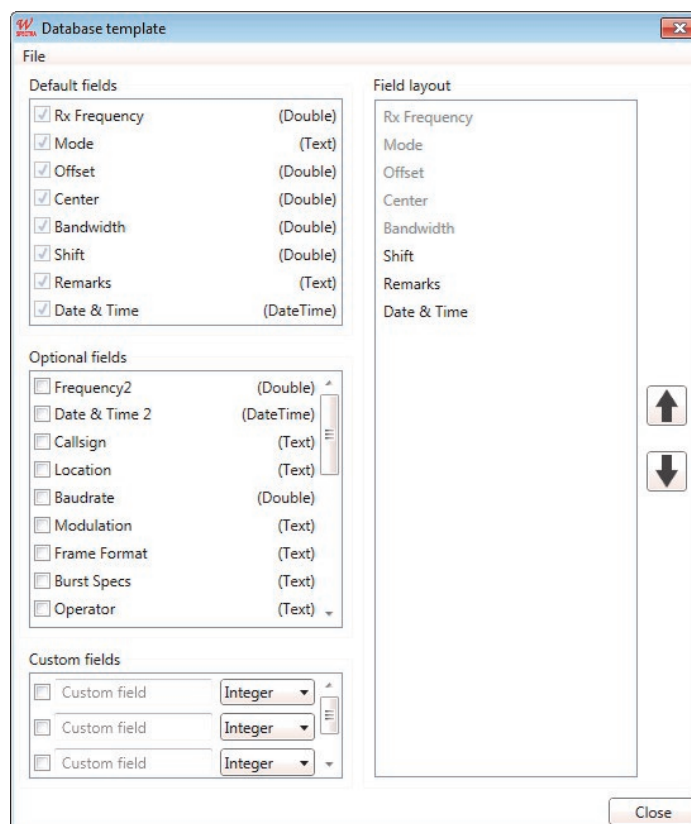 W
SPECTRA
Database template
File
Default fields
Rx Frequency (Double)
Mode (Text)
Offset (Double)
Center (Double)
Bandwidth (Double)
Shift (Double)
Remarks (Text)
Date & Time (DateTime)
Optional fields
Frequency2 (Double)
Date & Time 2 (DateTime)
Callsign (Text)
Location (Text)
Baudrate (Double)
Modulation (Text)
Frame Format (Text)
Burst Specs (Text)
Operator (Text)
Custom fields
Custom field Integer
Custom field Integer
Custom field Integer
Field layout
Rx Frequency
Mode
Offset
Center
Bandwidth
Shift
Remarks
Date & Time
Close